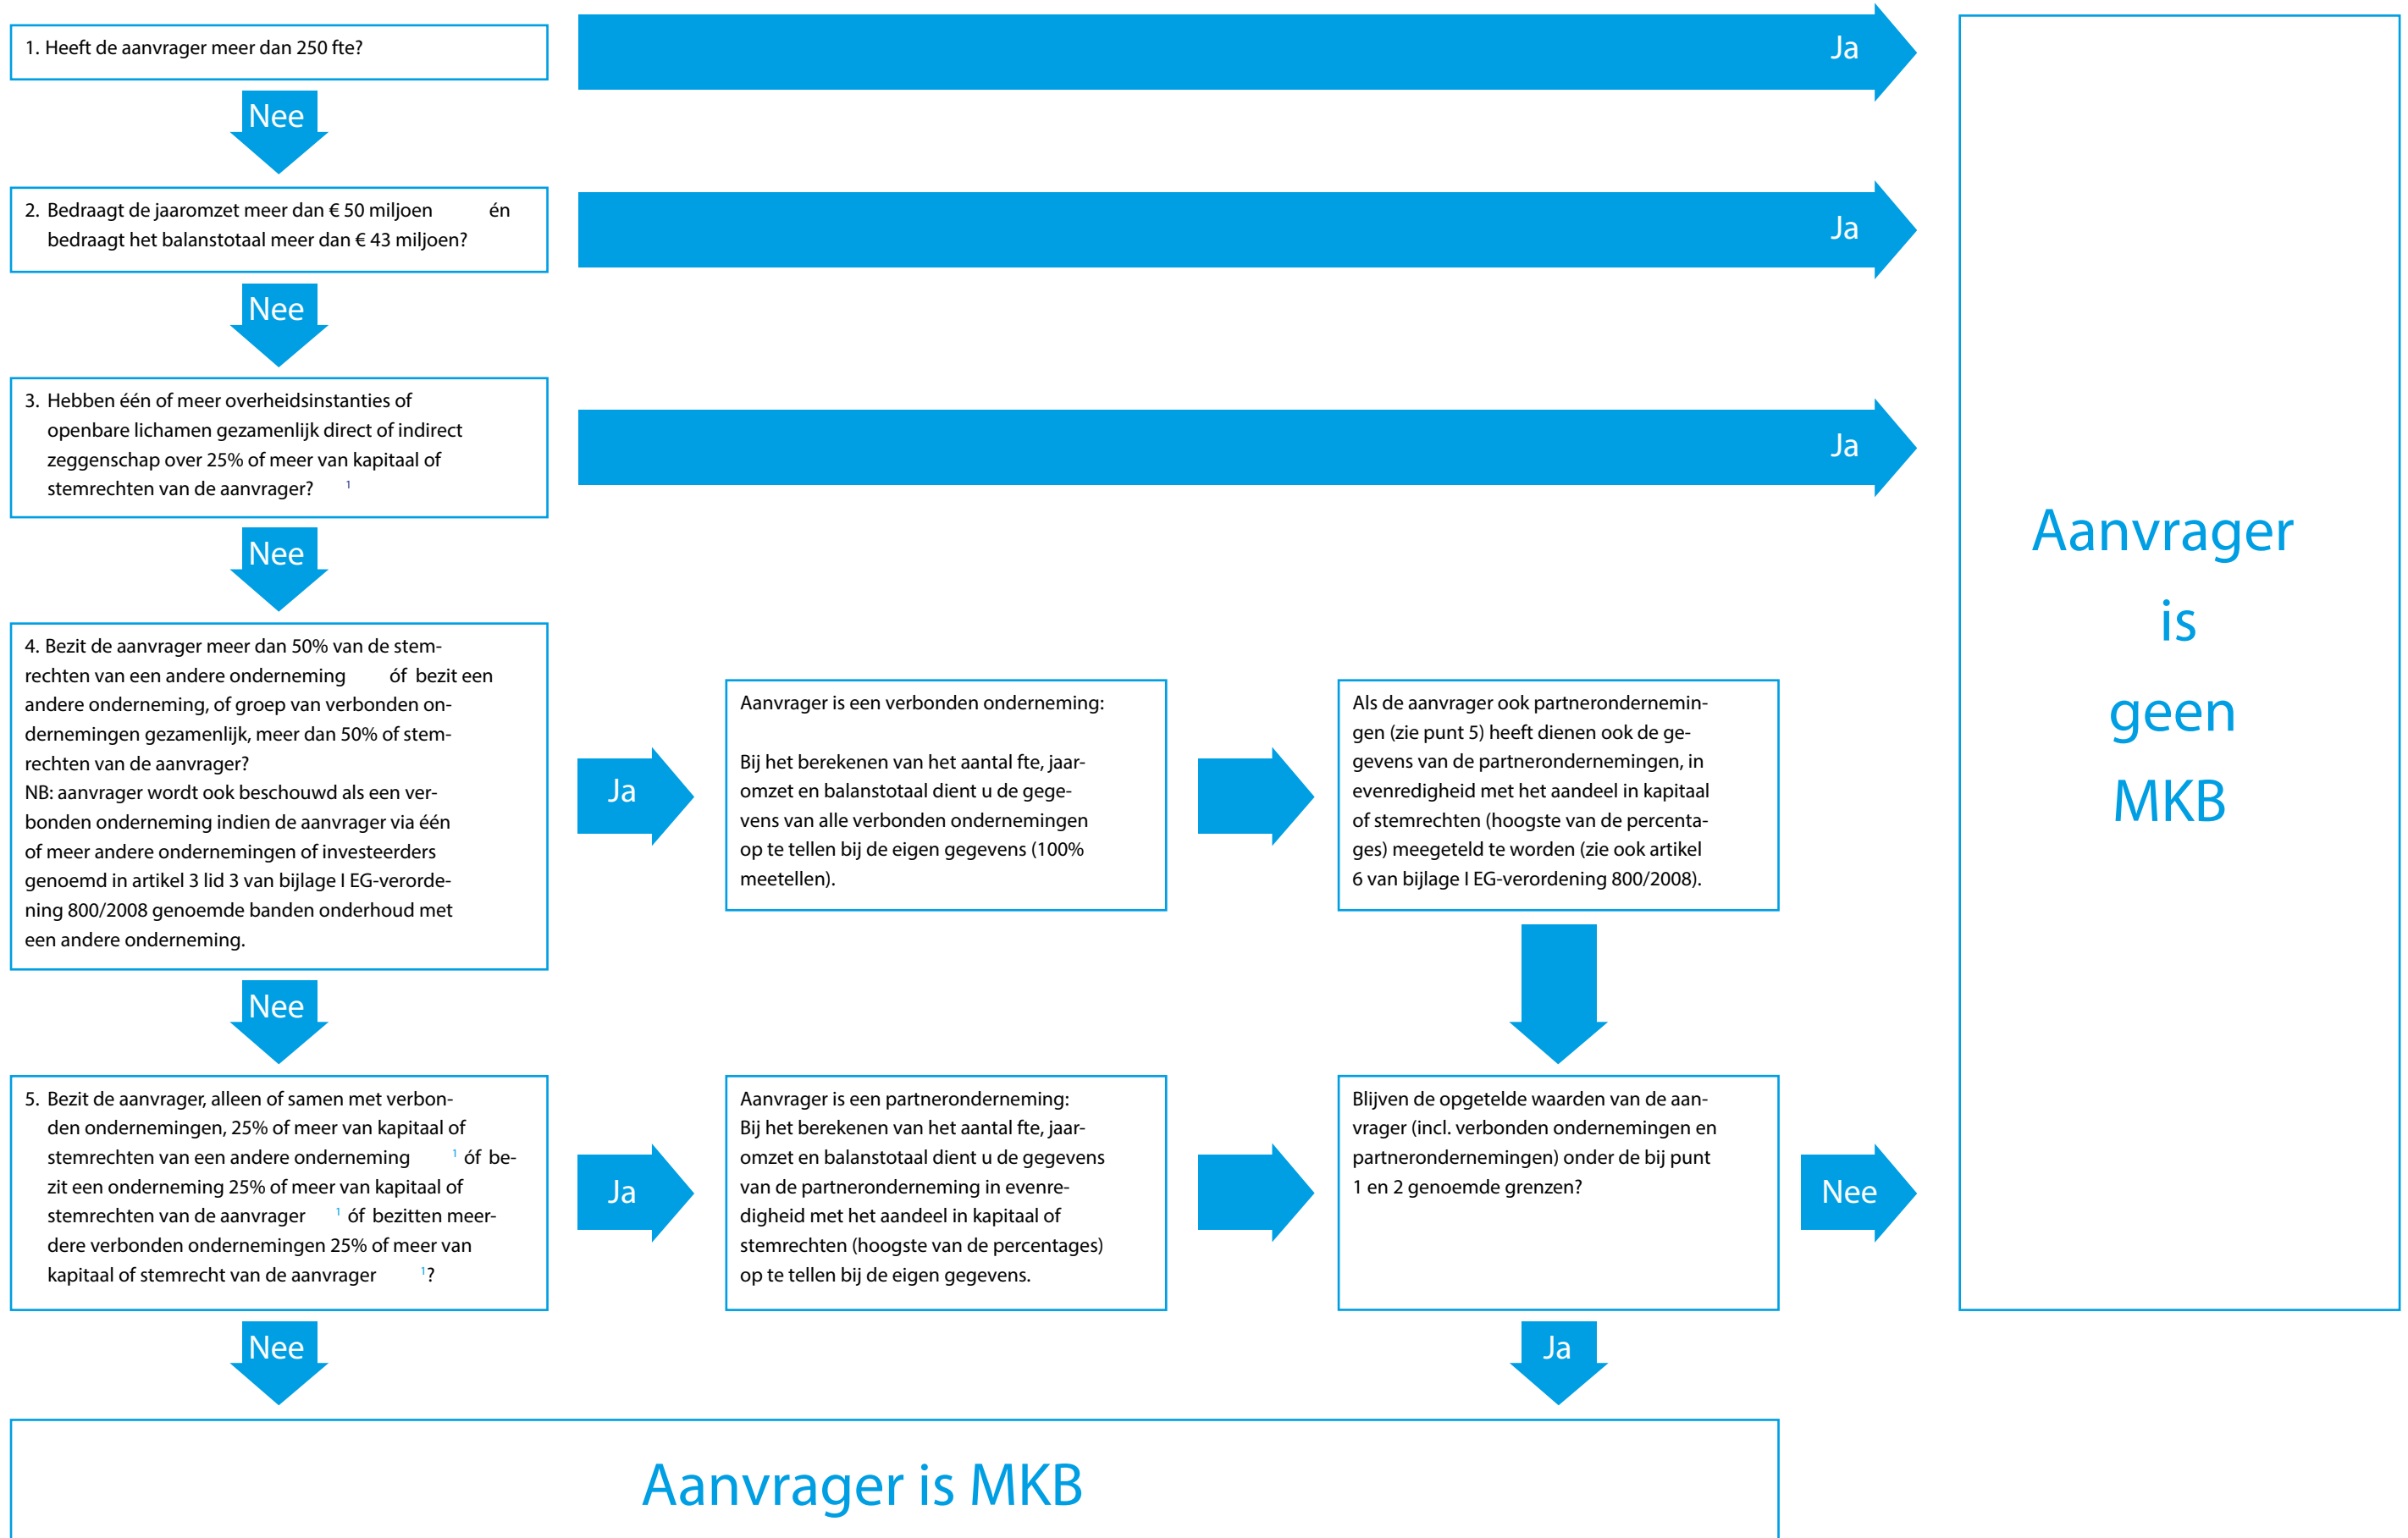 1. Heeft de aanvrager meer dan 250 fte?
Ja
Nee
2. Bedraagt de jaaromzet meer dan € 50 miljoen én
bedraagt het balanstotaal meer dan € 43 miljoen?
Ja
Nee
3. Hebben één of meer overheidsinstanties of
openbare lichamen gezamenlijk direct of indirect
zeggenschap over 25% of meer van kapitaal of
stemrechten van de aanvrager? 1
Ja
Nee
4. Bezit de aanvrager meer dan 50% van de stem-
rechten van een andere onderneming óf bezit een
andere onderneming, of groep van verbonden on-
dernemingen gezamenlijk, meer dan 50% of stem-
rechten van de aanvrager?
NB: aanvrager wordt ook beschouwd als een ver-
bonden onderneming indien de aanvrager via één
of meer andere ondernemingen of investeerders
genoemd in artikel 3 lid 3 van bijlage I EG-verorde-
ning 800/2008 genoemde banden onderhoud met
een andere onderneming.
Ja
Aanvrager is een verbonden onderneming:
Bij het berekenen van het aantal fte, jaar-
omzet en balanstotaal dient u de gege-
vens van alle verbonden ondernemingen
op te tellen bij de eigen gegevens (100%
meetellen).
Als de aanvrager ook partnerondernemin-
gen (zie punt 5) heeft dienen ook de ge-
gevens van de partnerondernemingen, in
evenredigheid met het aandeel in kapitaal
of stemrechten (hoogste van de percenta-
ges) meegeteld te worden (zie ook artikel
6 van bijlage I EG-verordening 800/2008).
Nee
5. Bezit de aanvrager, alleen of samen met verbon-
den ondernemingen, 25% of meer van kapitaal of
stemrechten van een andere onderneming 1 óf be-
zit een onderneming 25% of meer van kapitaal of
stemrechten van de aanvrager 1 óf bezitten meer-
dere verbonden ondernemingen 25% of meer van
kapitaal of stemrecht van de aanvrager 1?
Ja
Aanvrager is een partneronderneming:
Bij het berekenen van het aantal fte, jaar-
omzet en balanstotaal dient u de gegevens
van de partneronderneming in evenre-
digheid met het aandeel in kapitaal of
stemrechten (hoogste van de percentages)
op te tellen bij de eigen gegevens.
Blijven de opgetelde waarden van de aan-
vrager (incl. verbonden ondernemingen en
partnerondernemingen) onder de bij punt
1 en 2 genoemde grenzen?
Nee
Aanvrager
is
geen
MKB
Nee
Ja
Aanvrager is MKB